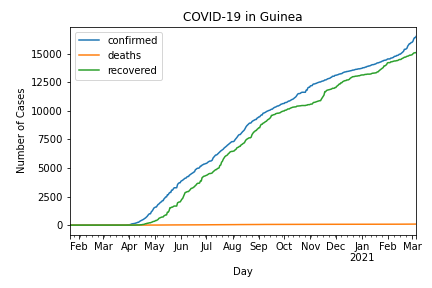 COVID-19 in Guinea
confirmed
deaths
recovered
Number of Cases
15000
12500
10000
7500
5000
2500
0
Feb Mar Apr May Jun Jul Aug Sep Oct Nov Dec Jan Feb Mar
2021
Day